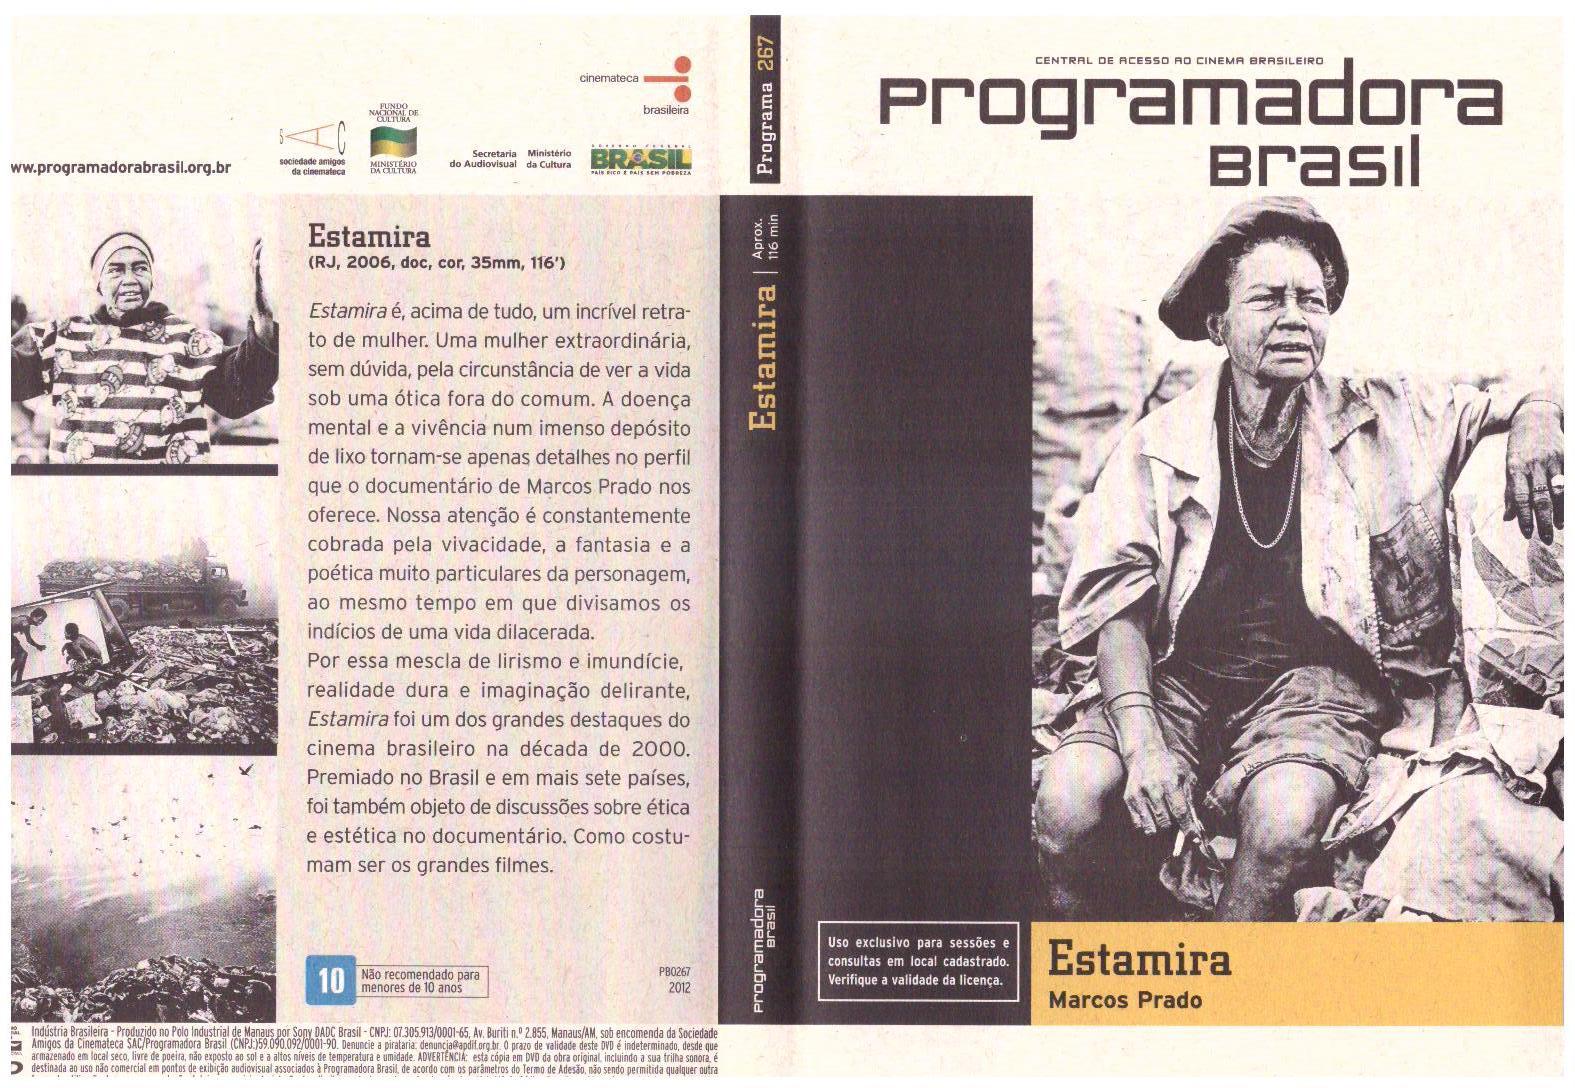 cinemateca
brasileira
FUNDO
NACIONAL DE
CULTURA
MINISTÉRIO
DA CULTURA
SAC
sociedade amigos
da cinemateca
Secretaria
do Audiovisual
Ministério
da Cultura
GOVERNO FEDERAL
BRASIL
PAÍS RICO É PAÍS SEM POBREZA
ww.programadorabrasil.org.br
Estamira
(RJ, 2006, doc, cor, 35mm, 116')
Estamira é, acima de tudo, um incrível retra-
to de mulher. Uma mulher extraordinária,
sem dúvida, pela circunstância de ver a vida
sob uma ótica fora do comum. A doença
mental e a vivência num imenso depósito
de lixo tornam-se apenas detalhes no perfil
que o documentário de Marcos Prado nos
oferece. Nossa atenção é constantemente
cobrada pela vivacidade, a fantasia e a
poética muito particulares da personagem,
ao mesmo tempo em que divisamos os
indícios de uma vida dilacerada.
Por essa mescla de lirismo e imundície,
realidade dura e imaginação delirante,
Estamira foi um dos grandes destaques do
cinema brasileiro na década de 2000.
Premiado no Brasil e em mais sete países,
foi também objeto de discussões sobre ética
e estética no documentário. Como costu-
mam ser os grandes filmes.
10
Não recomendado para
menores de 10 anos
PB0267
2012
Indústria Brasileira - Produzido no Polo Industrial de Manaus por Sony DADC Brasil - CNPJ: 07.305.913/0001-65, Av. Buriti n.º 2.855, Manaus/AM, sob encomenda da Sociedade
Amigos da Cinemateca SAC/Programadora Brasil (CNPJ:)59.090.092/0001-90. Denuncie a pirataria: denuncia@apdif.org.br. O prazo de validade deste DVD é indeterminado, desde que
armazenado em local seco, livre de poeira, não exposto ao sol e a altos níveis de temperatura e umidade. ADVERTÊNCIA: esta cópia em DVD da obra original, incluindo a sua trilha sonora, é
destinada ao uso não comercial em pontos de exibição audiovisual associados à Programadora Brasil, de acordo com os parâmetros do Termo de Adesão, não sendo permitida qualquer outra
Programa 267
Estamira
Aprox.
116 min
programadora
Brasil
CENTRAL DE ACESSO AO CINEMA BRASILEIRO
programadora
Brasil
Uso exclusivo para sessões e
consultas em local cadastrado.
Verifique a validade da licença.
Estamira
Marcos Prado